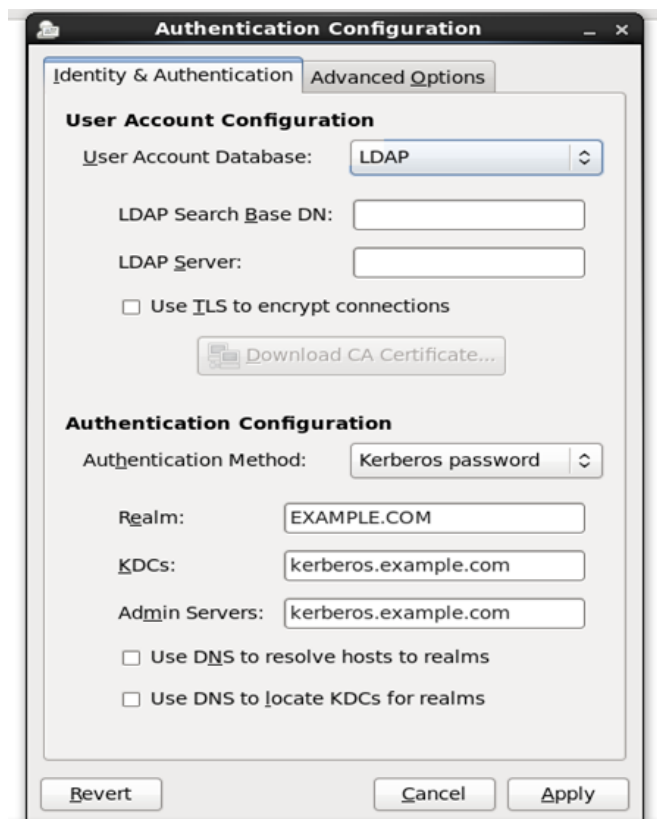 Authentication Configuration
Identity & Authentication
Advanced Options
User Account Configuration
User Account Database: LDAP
LDAP Search Base DN:
LDAP Server:
Use TLS to encrypt connections
Download CA Certificate...
Authentication Configuration
Authentication Method: Kerberos password
Realm: EXAMPLE.COM
KDCs: kerberos.example.com
Admin Servers: kerberos.example.com
Use DNS to resolve hosts to realms
Use DNS to locate KDCs for realms
Revert Cancel Apply